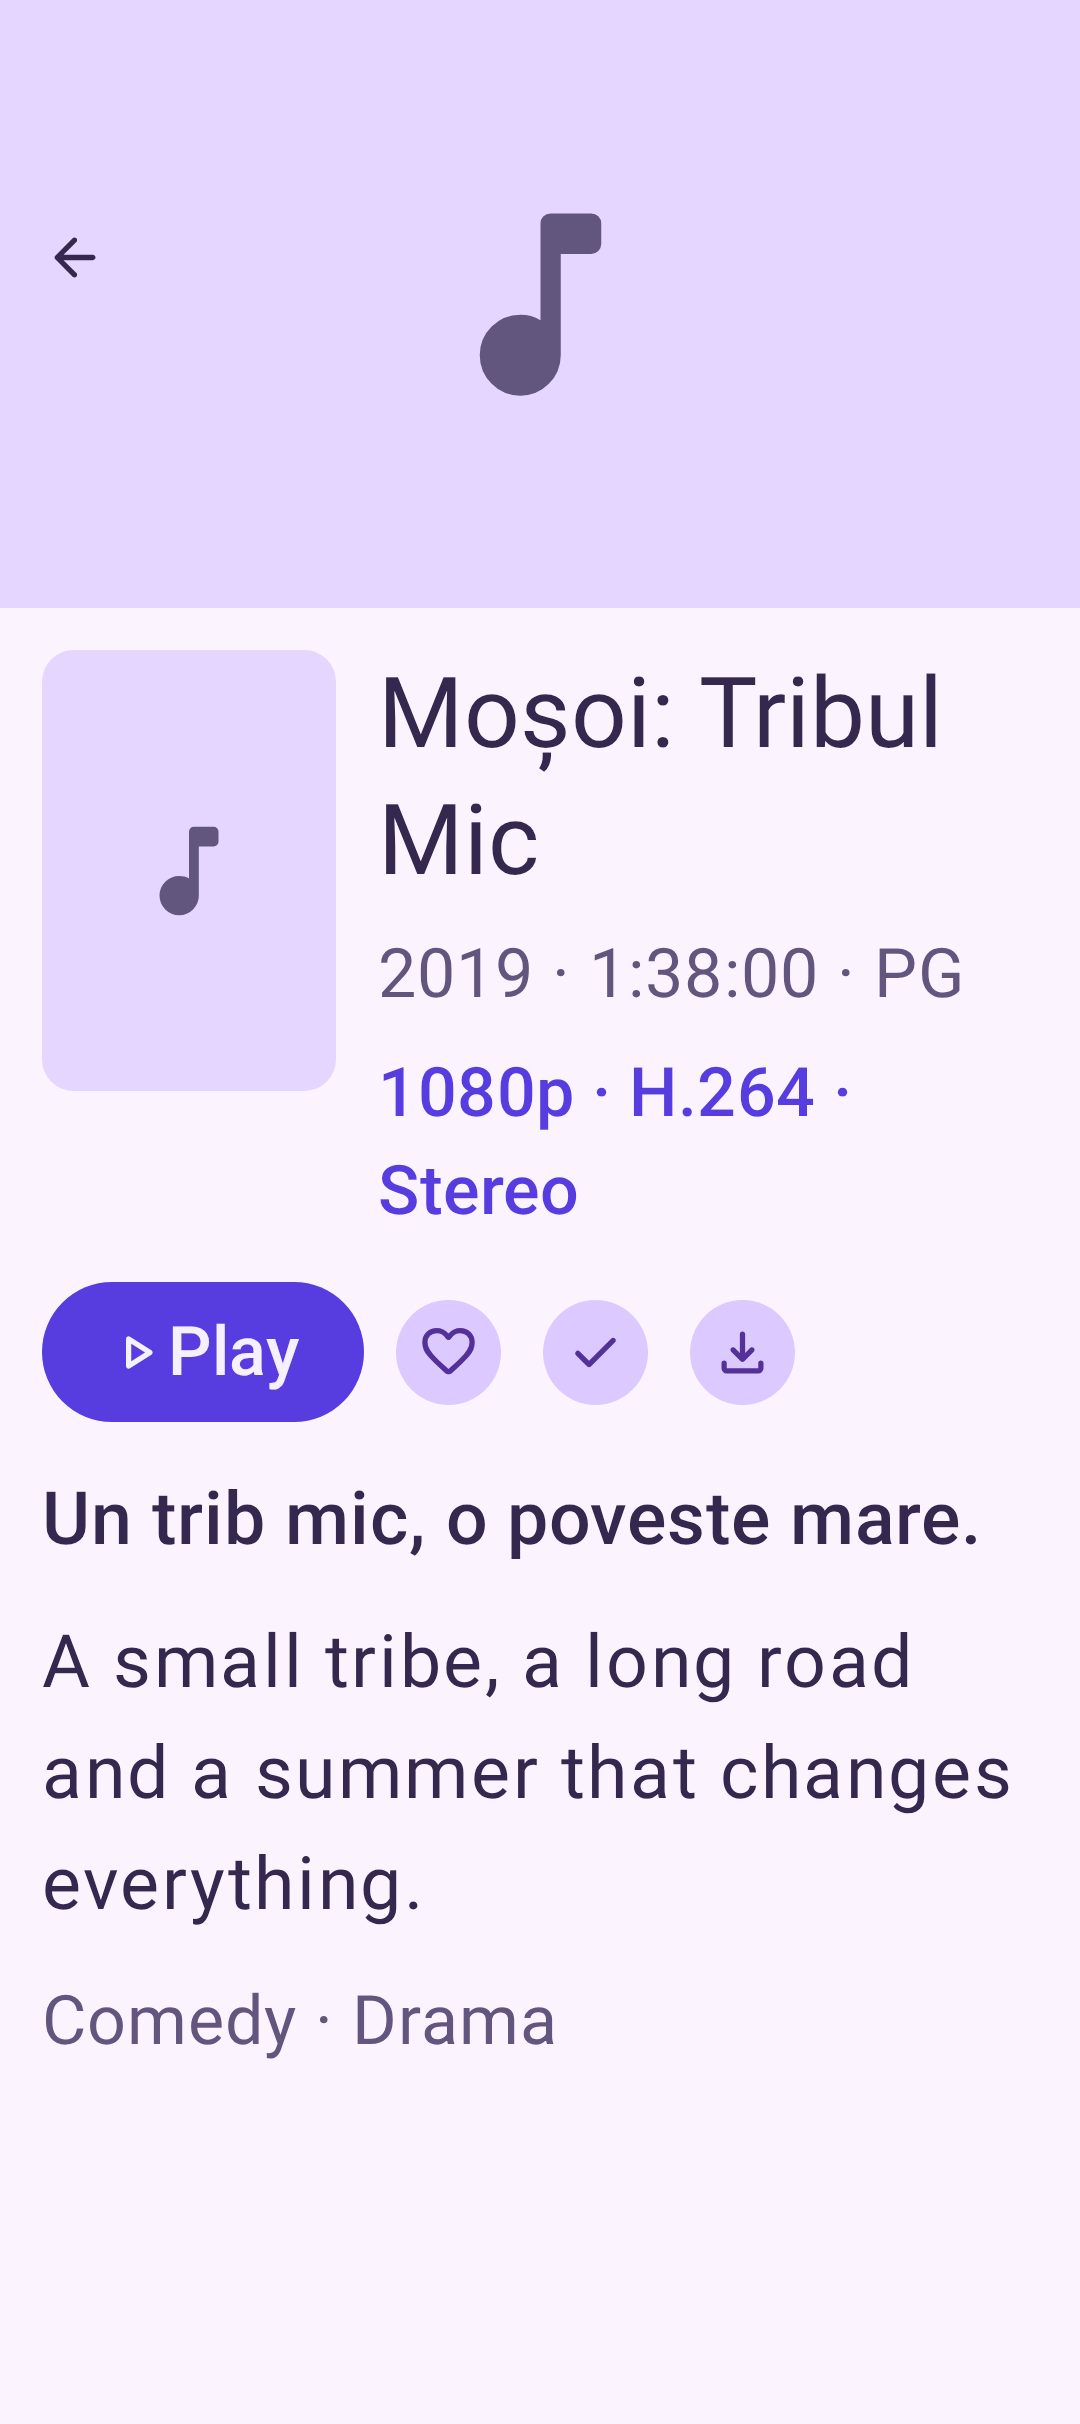 Moșoi: Tribul
Mic
2019 · 1:38:00 · PG
1080p · H.264 ·
Stereo
Play
Un trib mic, o poveste mare.
A small tribe, a long road
and a summer that changes
everything.
Comedy · Drama